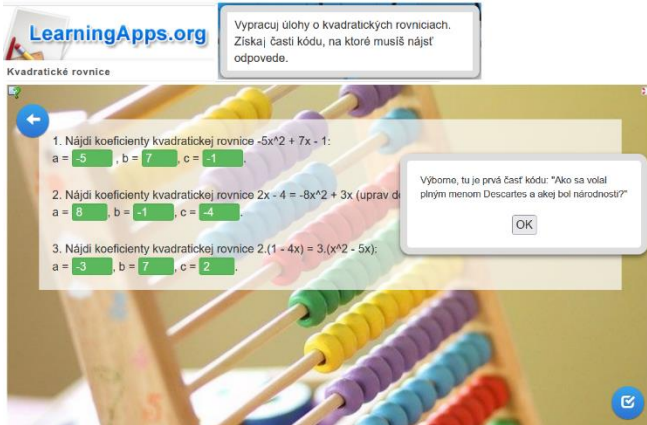 LearningApps.org
Vypracuj úlohy o kvadratických rovniciach.
Získaj časti kódu, na ktoré musíš nájsť
odpovede.
Kvadratické rovnice
1. Nájdi koeficienty kvadratickej rovnice -5x^2 + 7x - 1:
a = -5 , b = 7 , c = -1 .
2. Nájdi koeficienty kvadratickej rovnice 2x - 4 = -8x^2 + 3x (uprav do
a = 8 , b = -1 , c = -4 .
3. Nájdi koeficienty kvadratickej rovnice 2.(1 - 4x) = 3.(x^2 - 5x):
a = -3 , b = 7 , c = 2 .
Výborne, tu je prvá časť kódu: "Ako sa volal
plným menom Descartes a akej bol národnosti?"
OK